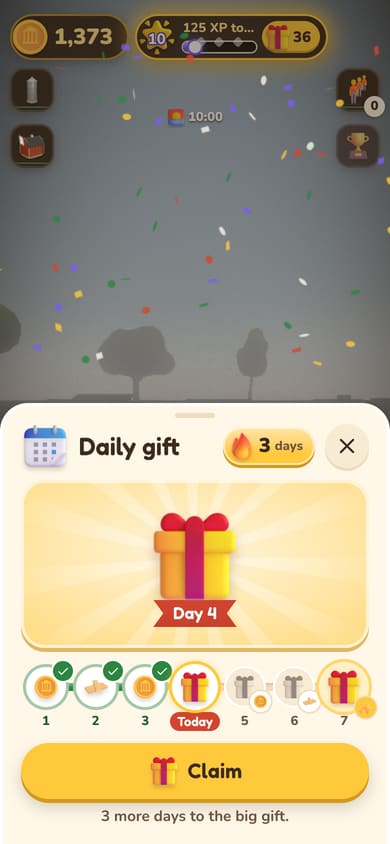 1,373
10
125 XP to...
36
0
10:00
Daily gift
3 days
Day 4
1
2
3
Today
5
6
7
Claim
3 more days to the big gift.